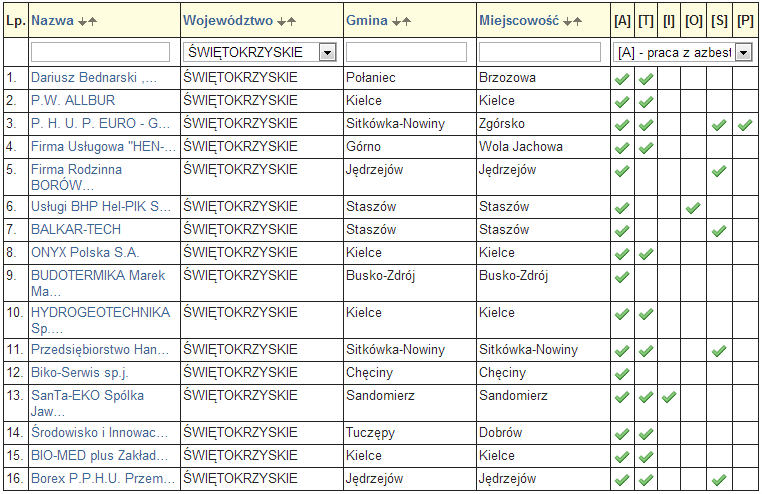 Lp. Nazwa Województwo Gmina Miejscowość [A] [T] [I] [O] [S] [P]
ŚWIĘTOKRZYSKIE [A] - praca z azbest
1. Dariusz Bednarski ,... ŚWIĘTOKRZYSKIE Połaniec Brzozowa
2. P.W. ALLBUR ŚWIĘTOKRZYSKIE Kielce Kielce
3. P. H. U. P. EURO - G... ŚWIĘTOKRZYSKIE Sitkówka-Nowiny Zgórsko
4. Firma Usługowa "HEN-... ŚWIĘTOKRZYSKIE Górno Wola Jachowa
5. Firma Rodzinna ŚWIĘTOKRZYSKIE Jędrzejów Jędrzejów
BORÓW...
6. Usługi BHP Hel-PIK S... ŚWIĘTOKRZYSKIE Staszów Staszów
7. BALKAR-TECH ŚWIĘTOKRZYSKIE Staszów Staszów
8. ONYX Polska S.A. ŚWIĘTOKRZYSKIE Kielce Kielce
9. BUDOTERMIKA Marek ŚWIĘTOKRZYSKIE Busko-Zdrój Busko-Zdrój
Ma...
10. HYDROGEOTECHNIKA ŚWIĘTOKRZYSKIE Kielce Kielce
Sp....
11. Przedsiębiorstwo Han... ŚWIĘTOKRZYSKIE Sitkówka-Nowiny Sitkówka-Nowiny
12. Biko-Serwis sp.j. ŚWIĘTOKRZYSKIE Chęciny Chęciny
13. SanTa-EKO Spólka ŚWIĘTOKRZYSKIE Sandomierz Sandomierz
Jaw...
14. Środowisko i Innowac... ŚWIĘTOKRZYSKIE Tuczępy Dobrów
15. BIO-MED plus Zakład... ŚWIĘTOKRZYSKIE Kielce Kielce
16. Borex P.P.H.U. Przem... ŚWIĘTOKRZYSKIE Jędrzejów Jędrzejów